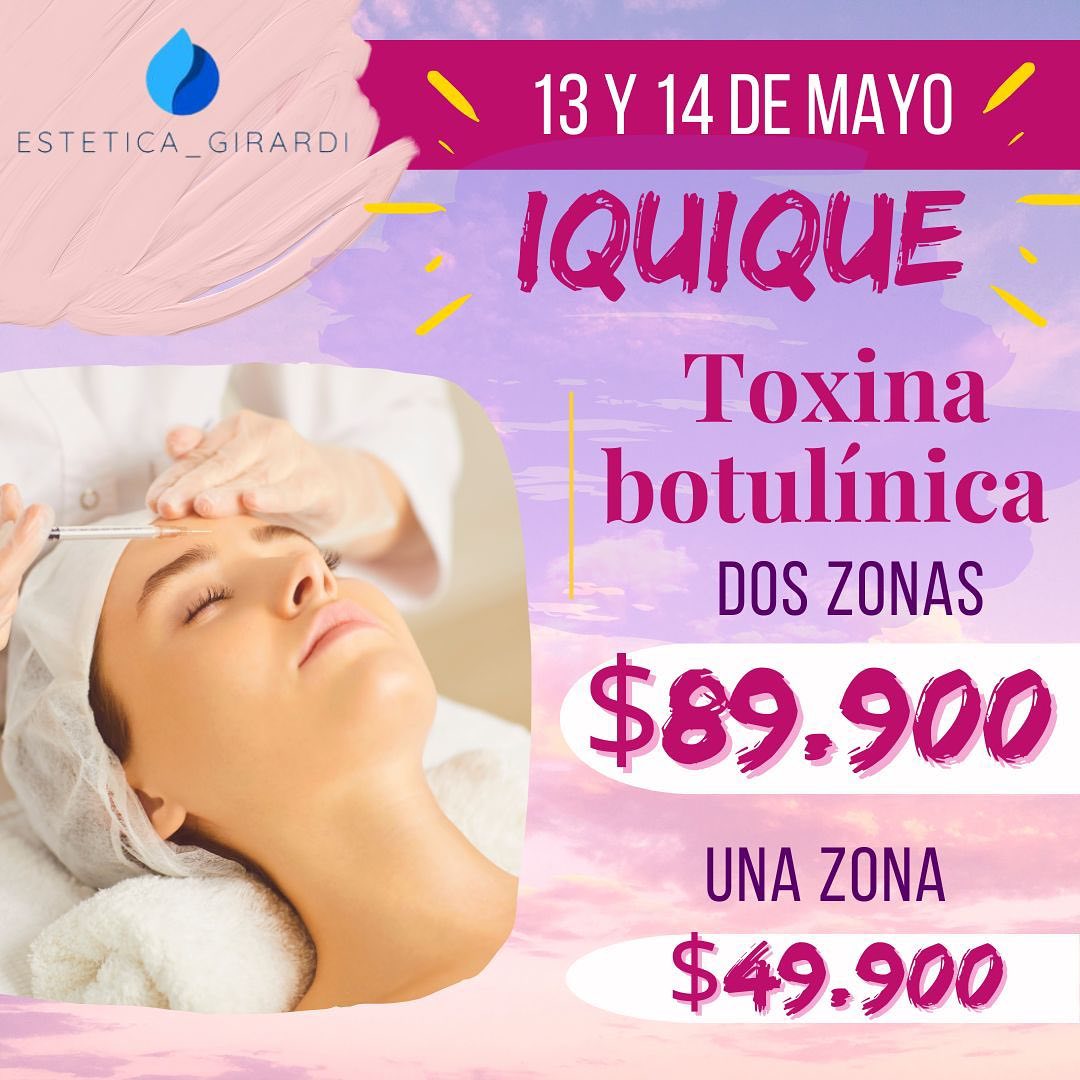 ESTETICA_GIRARDI
13 Y 14 DE MAYO
IQUIQUE
Toxina
botulínica
DOS ZONAS
$89.900
UNA ZONA
$49.900